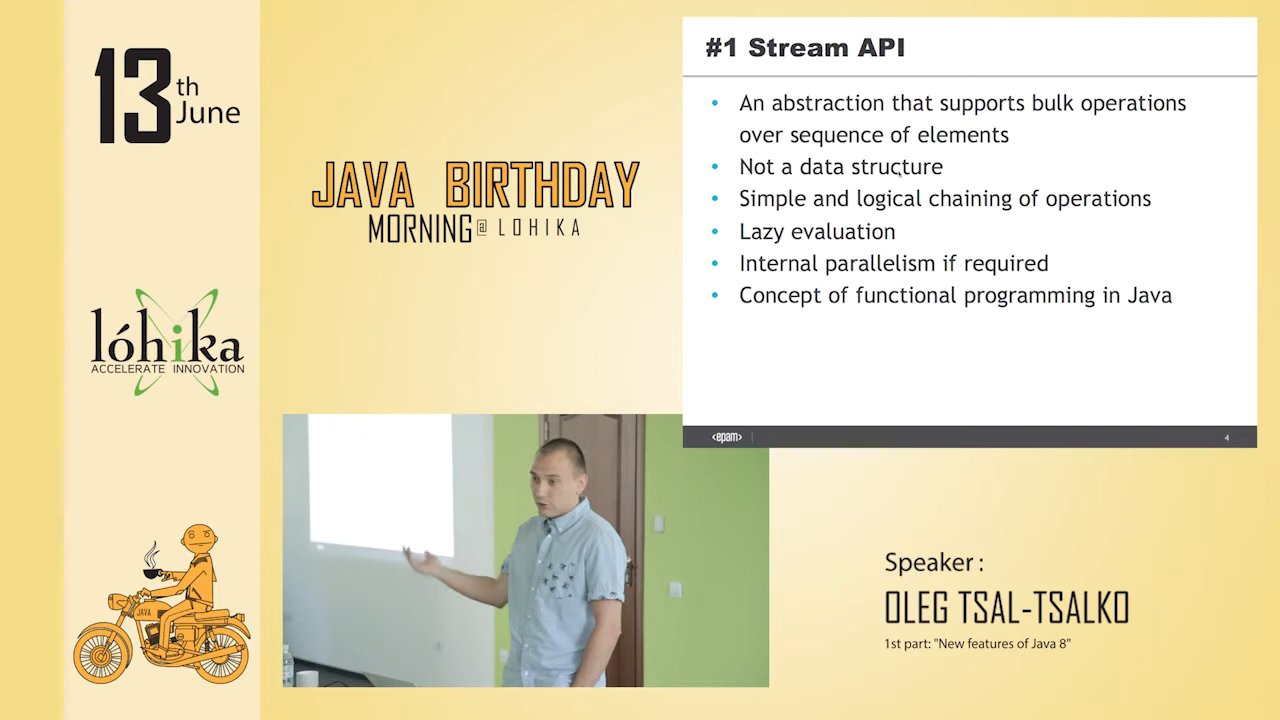 13th
June
JAVA BIRTHDAY
MORNING@LOHIKA
lóhika
ACCELERATE INNOVATION
JAVA
#1 Stream API
• An abstraction that supports bulk operations
over sequence of elements
• Not a data structure
• Simple and logical chaining of operations
• Lazy evaluation
• Internal parallelism if required
• Concept of functional programming in Java
<epam>
4
Speaker :
OLEG TSAL-TSALKO
1st part: "New features of Java 8"